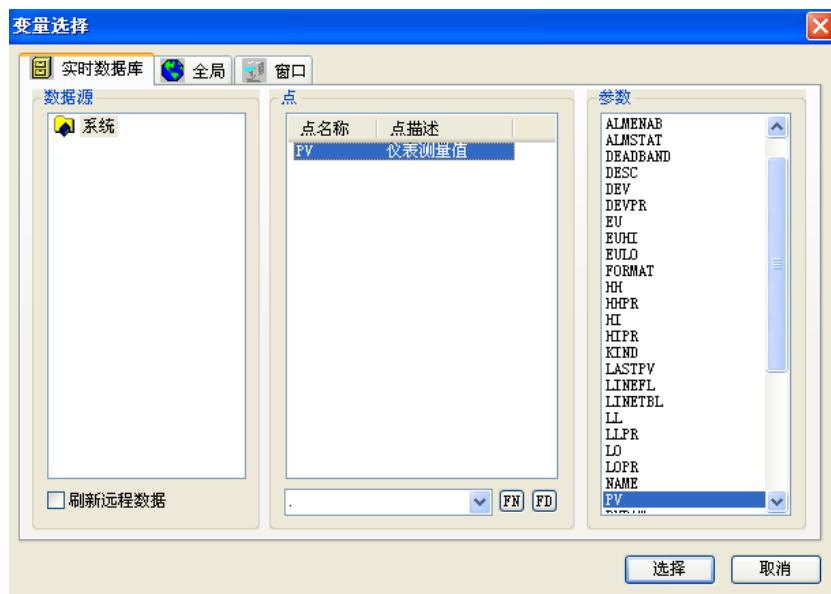 变量选择
实时数据库 全局 窗口
数据源
系统
刷新远程数据
点
点名称 点描述
PV 仪表测量值
. FN FD
参数
ALMENAB
ALMSTAT
DEADBAND
DESC
DEV
DEVPR
EU
EUHI
EULO
FORMAT
HH
HHPR
HI
HIPR
KIND
LASTPV
LINEFL
LINETBL
LL
LLPR
LO
LOPR
NAME
PV
选择 取消